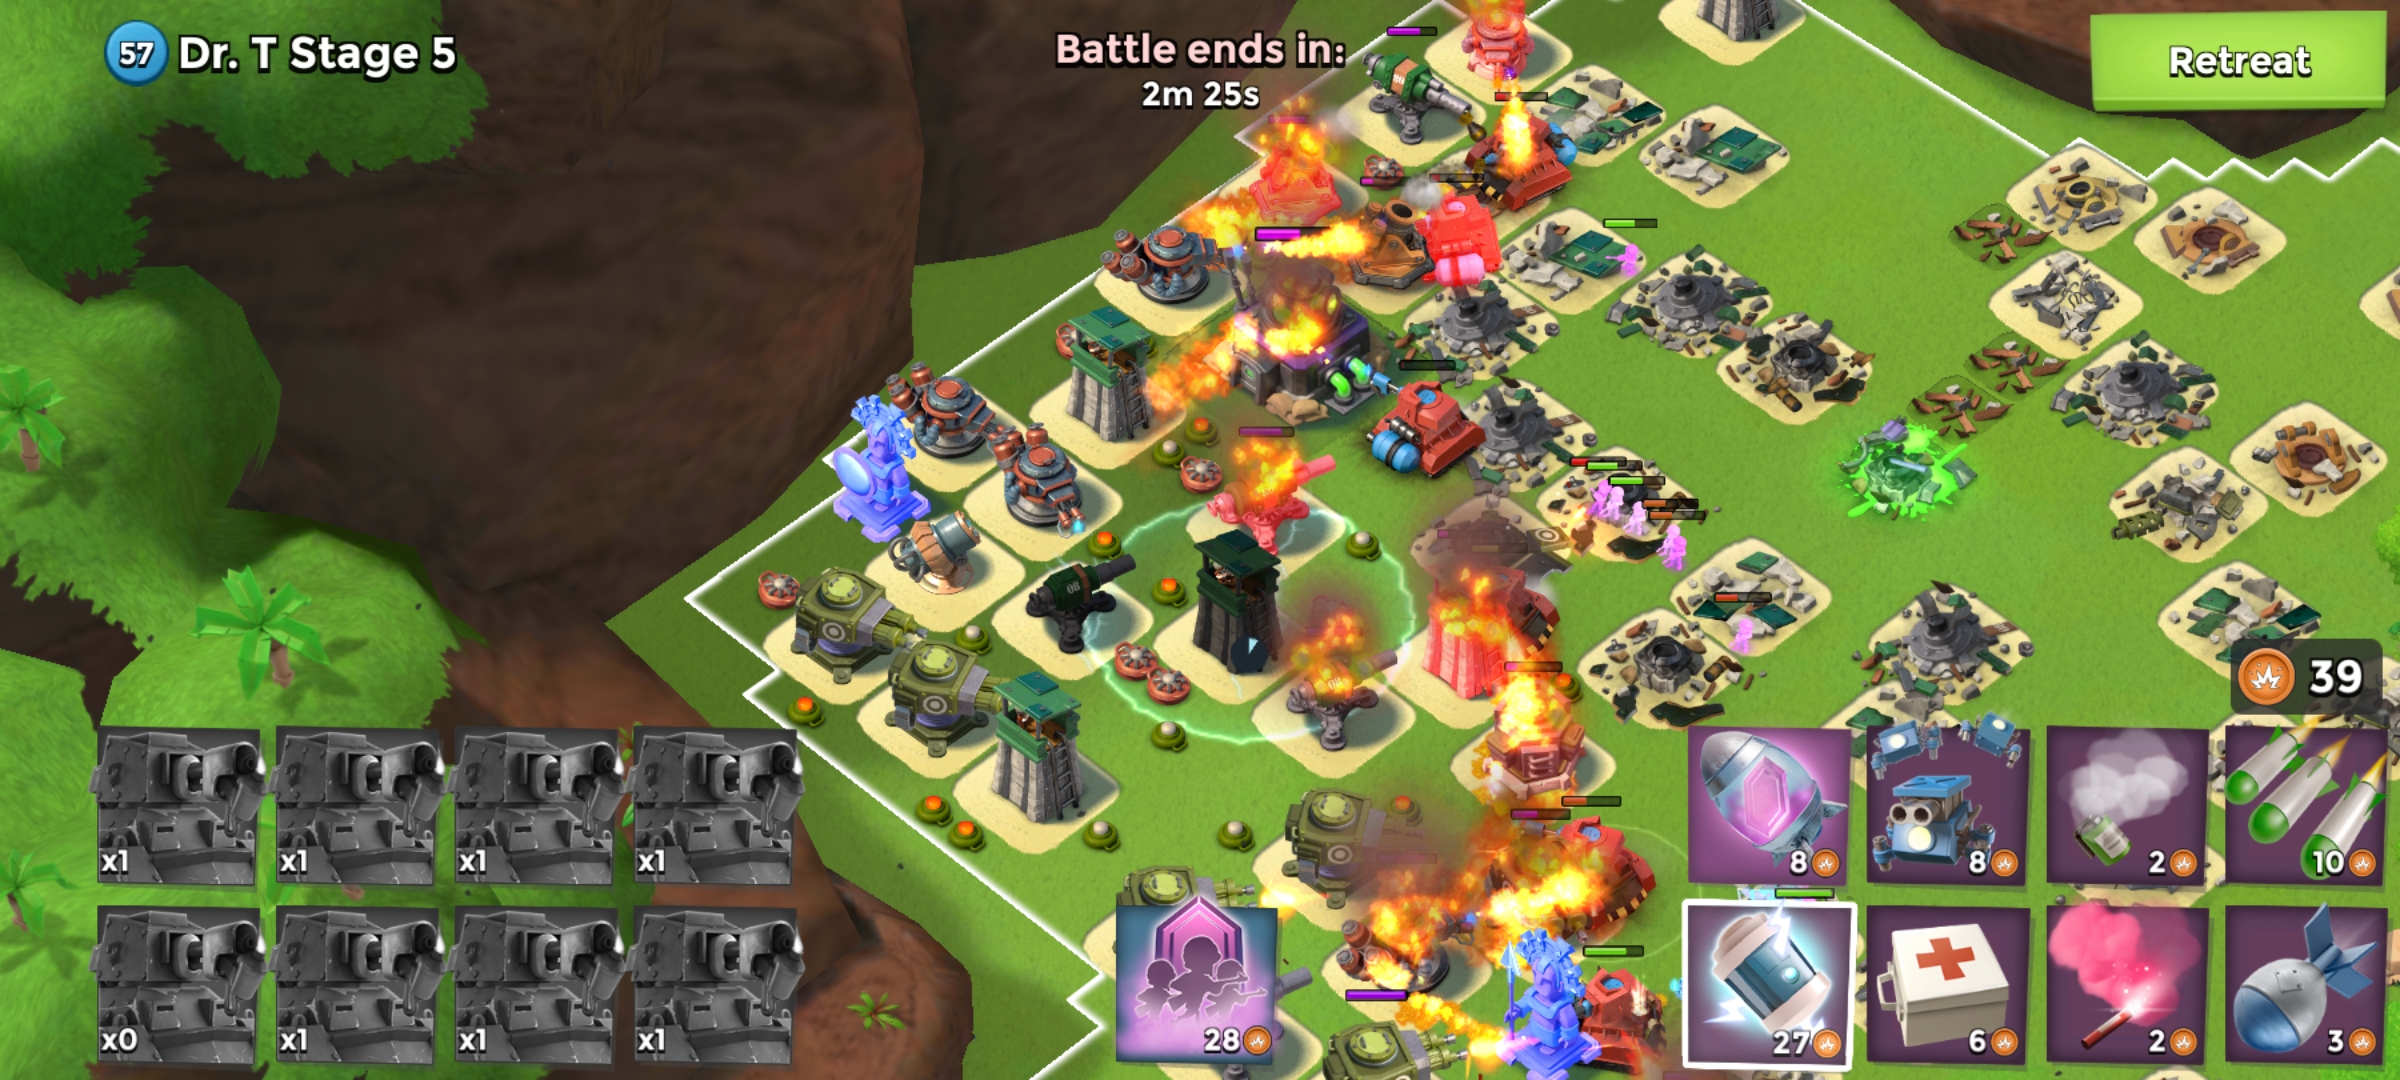 57 Dr. T Stage 5
Battle ends in:
2m 25s
Retreat
39
x1
x1
x1
x1
8
8
2
10
x0
x1
x1
x1
28
27
6
2
3
08